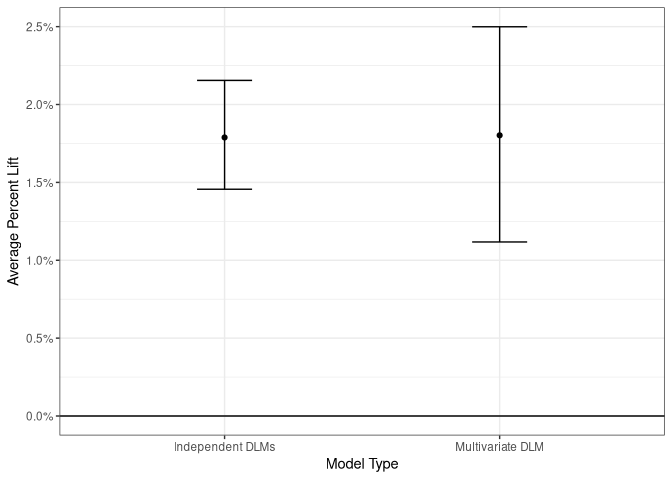 Average Percent Lift
2.5%
2.0%
1.5%
1.0%
0.5%
0.0%
Independent DLMs
Multivariate DLM
Model Type